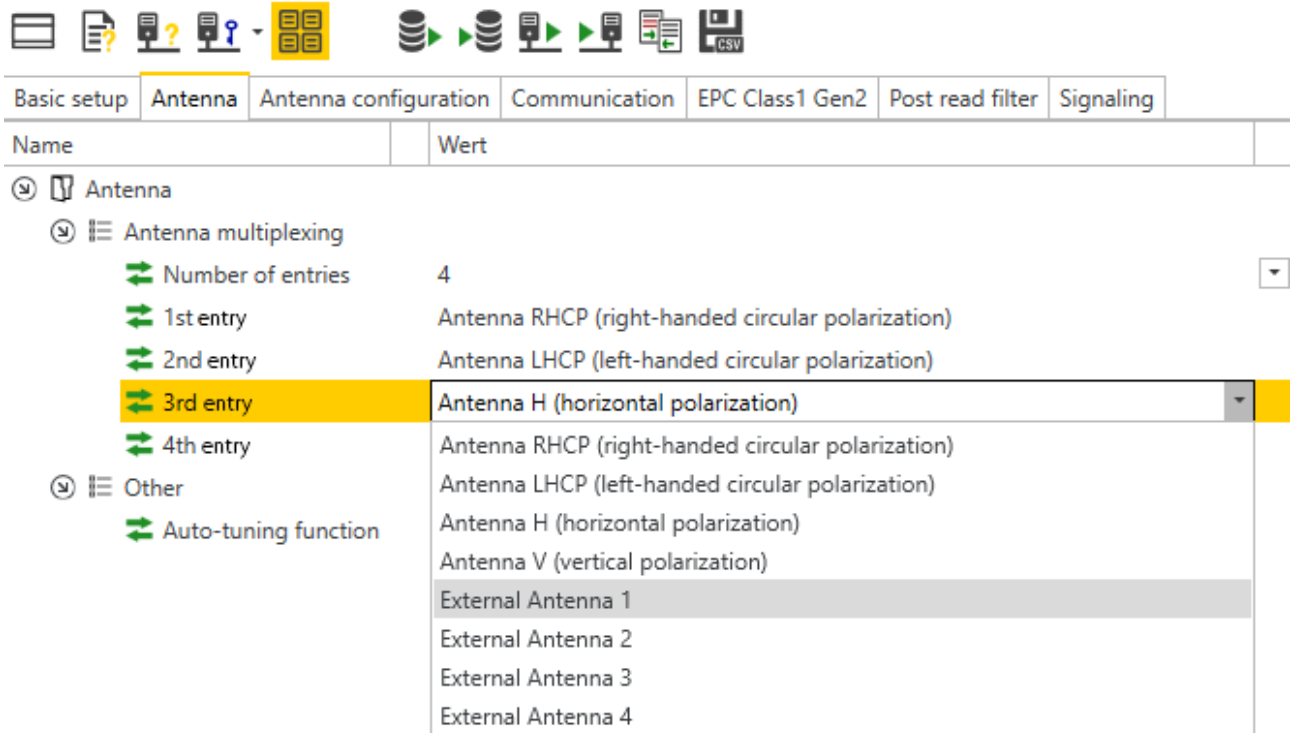 CSV
Basic setup Antenna Antenna configuration Communication EPC Class1 Gen2 Post read filter Signaling
Name Wert
Antenna
Antenna multiplexing
Number of entries 4
1st entry Antenna RHCP (right-handed circular polarization)
2nd entry Antenna LHCP (left-handed circular polarization)
3rd entry Antenna H (horizontal polarization)
4th entry Antenna RHCP (right-handed circular polarization)
Antenna LHCP (left-handed circular polarization)
Other
Antenna H (horizontal polarization)
Auto-tuning function
Antenna V (vertical polarization)
External Antenna 1
External Antenna 2
External Antenna 3
External Antenna 4